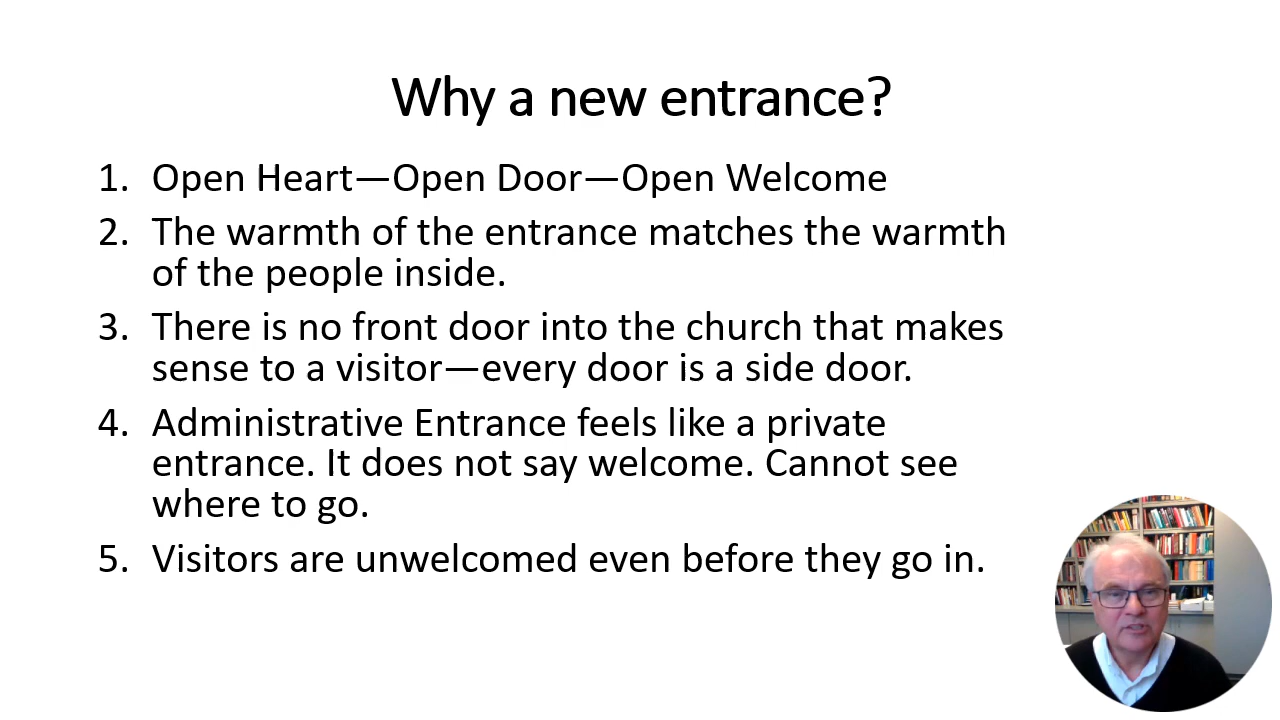 Why a new entrance?
1. Open Heart—Open Door—Open Welcome
2. The warmth of the entrance matches the warmth
of the people inside.
3. There is no front door into the church that makes
sense to a visitor—every door is a side door.
4. Administrative Entrance feels like a private
entrance. It does not say welcome. Cannot see
where to go.
5. Visitors are unwelcomed even before they go in.